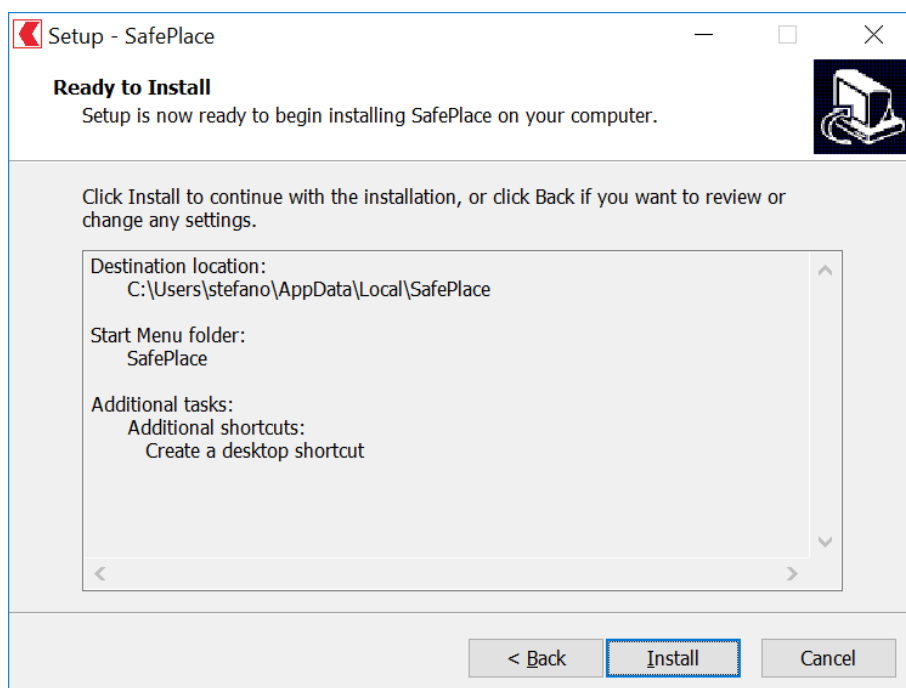 Setup - SafePlace
Ready to Install
Setup is now ready to begin installing SafePlace on your computer.
Click Install to continue with the installation, or click Back if you want to review or
change any settings.
Destination location:
C:\Users\stefano\AppData\Local\SafePlace
Start Menu folder:
SafePlace
Additional tasks:
Additional shortcuts:
Create a desktop shortcut
< Back Install Cancel